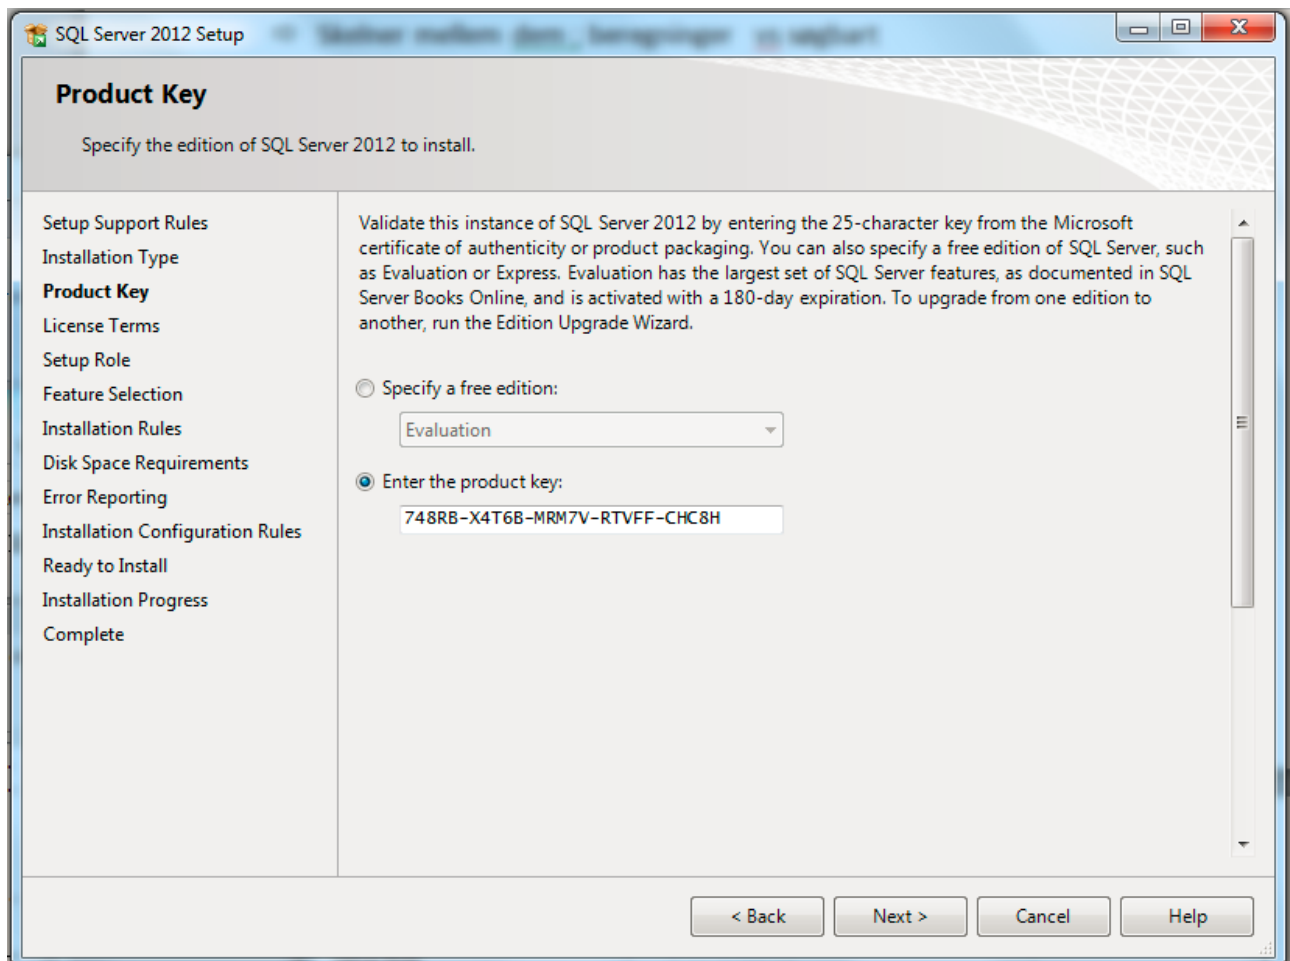 SQL Server 2012 Setup
Product Key
Specify the edition of SQL Server 2012 to install.
Setup Support Rules
Installation Type
Product Key
License Terms
Setup Role
Feature Selection
Installation Rules
Disk Space Requirements
Error Reporting
Installation Configuration Rules
Ready to Install
Installation Progress
Complete
Validate this instance of SQL Server 2012 by entering the 25-character key from the Microsoft
certificate of authenticity or product packaging. You can also specify a free edition of SQL Server, such
as Evaluation or Express. Evaluation has the largest set of SQL Server features, as documented in SQL
Server Books Online, and is activated with a 180-day expiration. To upgrade from one edition to
another, run the Edition Upgrade Wizard.
Specify a free edition:
Evaluation
Enter the product key:
748RB-X4T6B-MRM7V-RTVFF-CHC8H
< Back
Next >
Cancel
Help